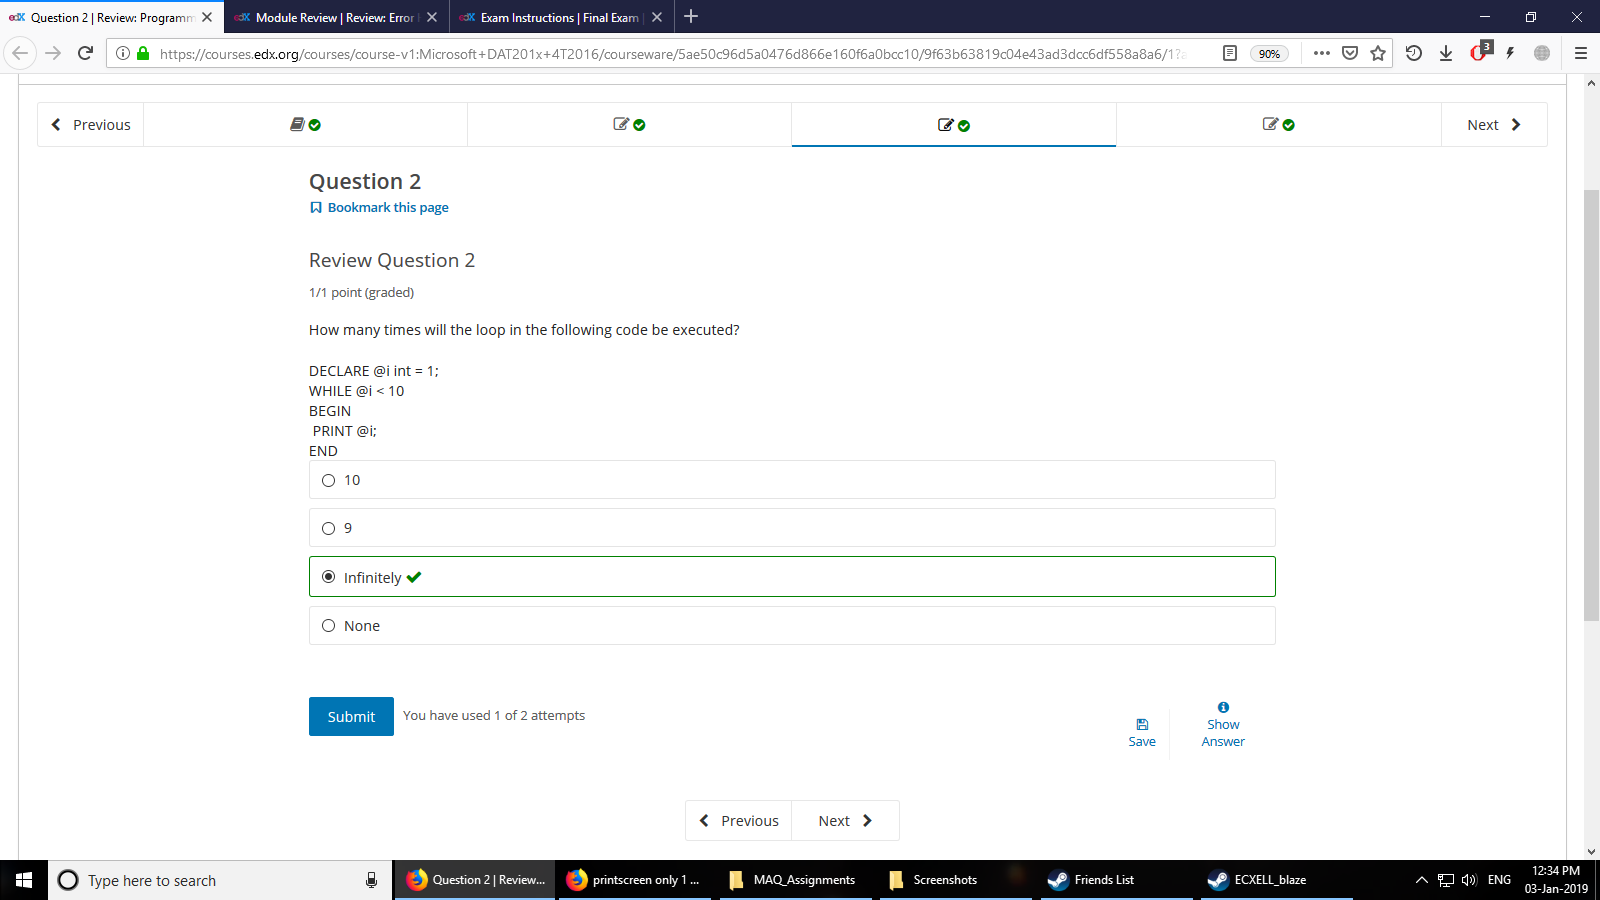 edX Question 2 | Review: Programm
edX Module Review | Review: Error
edX Exam Instructions | Final Exam
https://courses.edx.org/courses/course-v1:Microsoft+DAT201x+4T2016/courseware/5ae50c96d5a0476d866e160f6a0bcc10/9f63b63819c04e43ad3dcc6df558a8a6/1?a
90%
3
Previous
Next
Question 2
Bookmark this page
Review Question 2
1/1 point (graded)
How many times will the loop in the following code be executed?
DECLARE @i int = 1;
WHILE @i < 10
BEGIN
PRINT @i;
END
10
9
Infinitely
None
Submit
You have used 1 of 2 attempts
Save
Show
Answer
Previous
Next
Type here to search
Question 2 | Review...
printscreen only 1 ...
MAQ_Assignments
Screenshots
Friends List
ECXELL_blaze
ENG
12:34 PM
03-Jan-2019